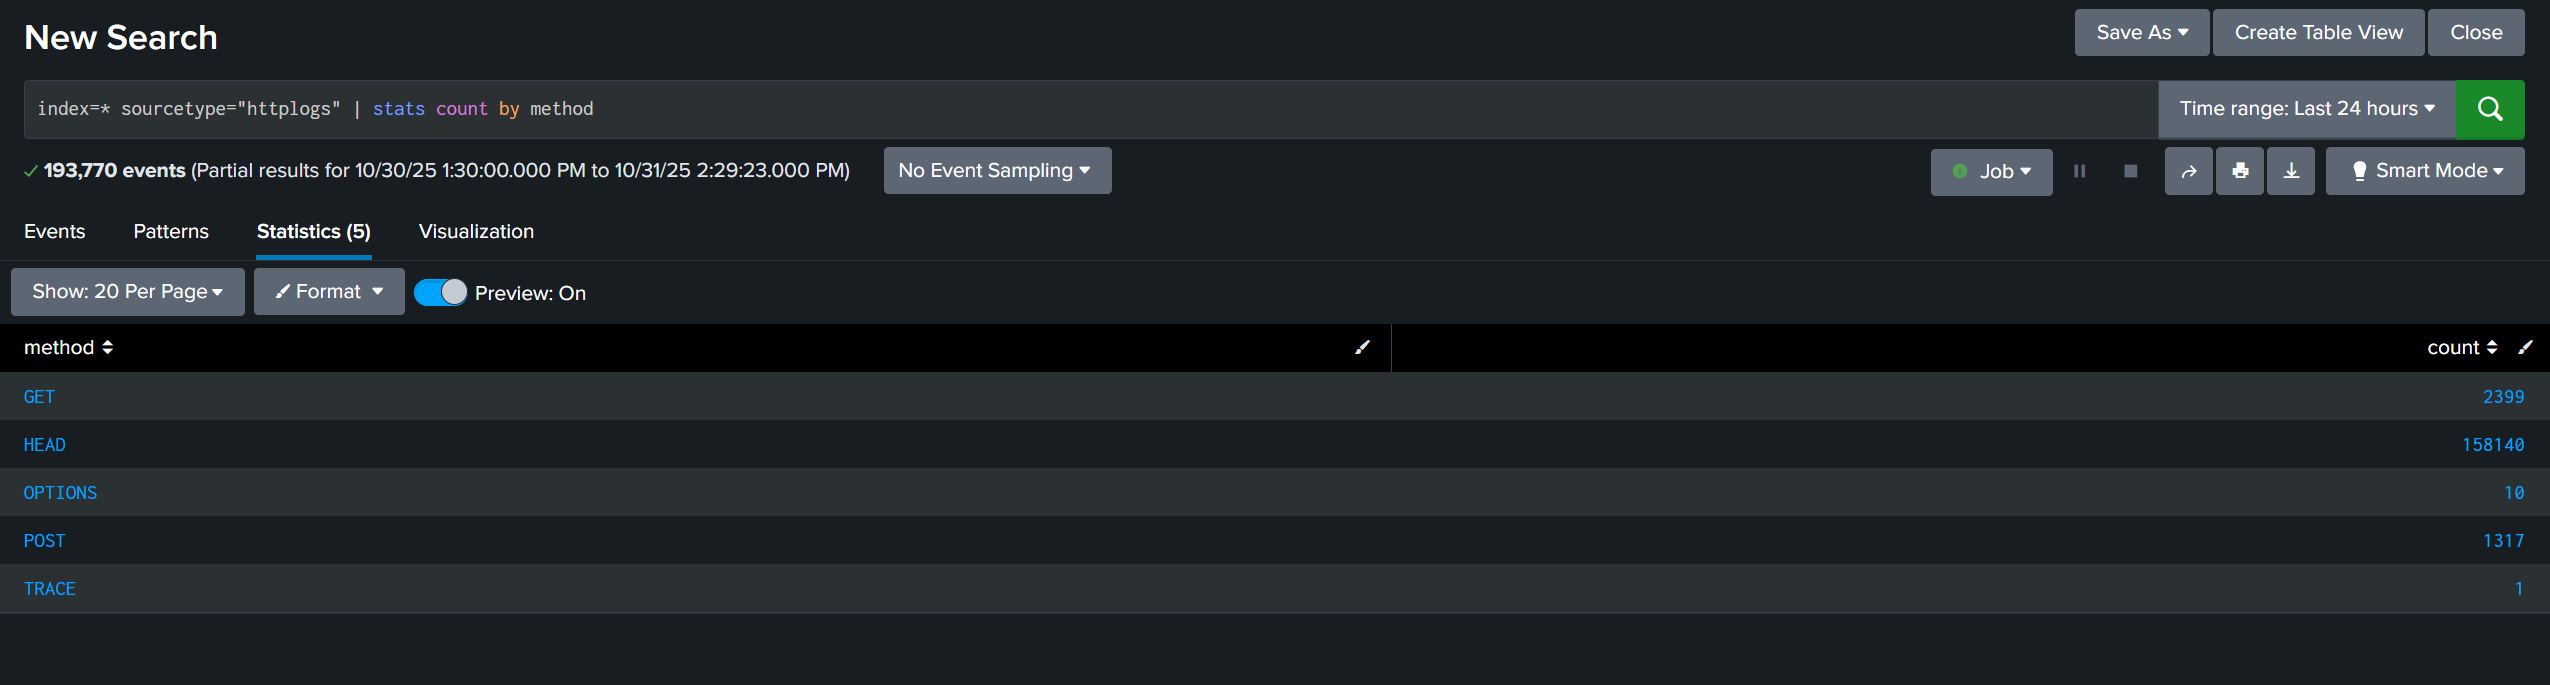 New Search
Save As Create Table View Close
index=* sourcetype="httplogs" | stats count by method
Time range: Last 24 hours
193,770 events (Partial results for 10/30/25 1:30:00.000 PM to 10/31/25 2:29:23.000 PM) No Event Sampling
Job Smart Mode
Events Patterns Statistics (5) Visualization
Show: 20 Per Page Format Preview: On
method count
GET 2399
HEAD 158140
OPTIONS 10
POST 1317
TRACE 1